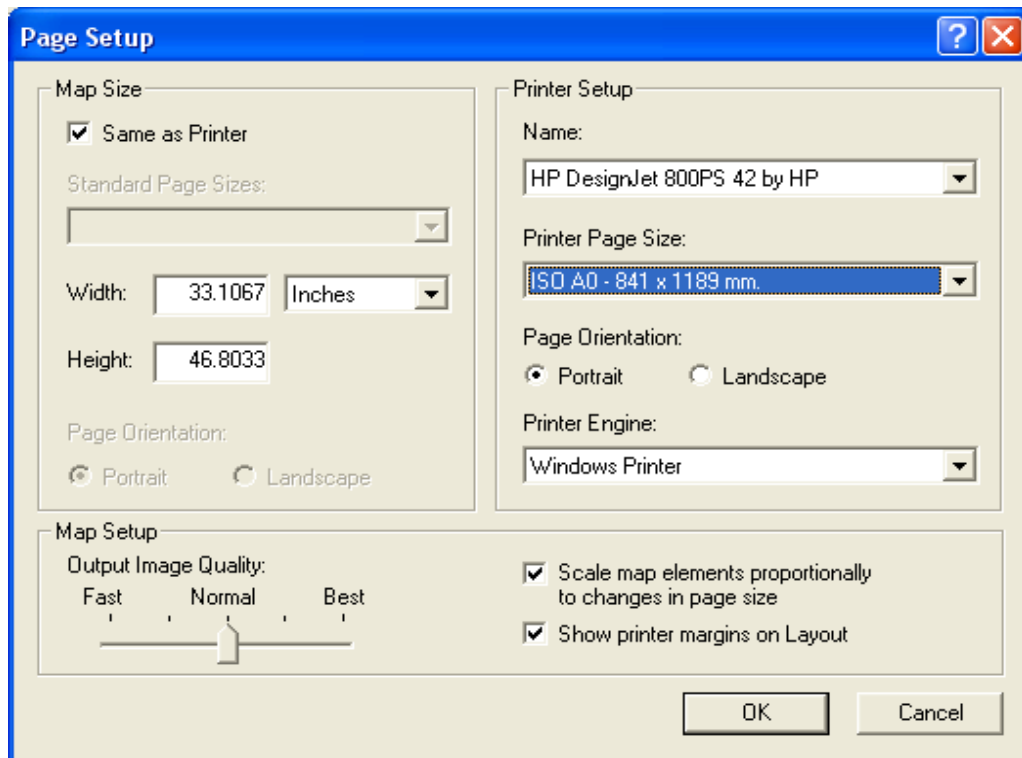 Page Setup
Map Size
Same as Printer
Standard Page Sizes:
Width: 33.1067 Inches
Height: 46.8033
Page Orientation:
Portrait Landscape
Printer Setup
Name:
HP DesignJet 800PS 42 by HP
Printer Page Size:
ISO A0 - 841 x 1189 mm.
Page Orientation:
Portrait Landscape
Printer Engine:
Windows Printer
Map Setup
Output Image Quality:
Fast Normal Best
Scale map elements proportionally
to changes in page size
Show printer margins on Layout
OK Cancel